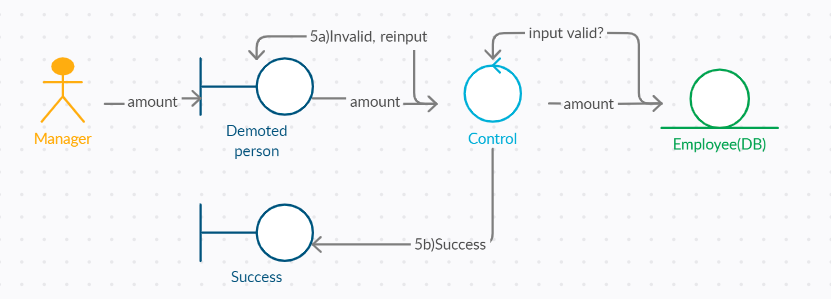 5a)Invalid, reinput
input valid?
amount
amount
amount
Manager
Demoted
person
Control
Employee(DB)
5b)Success
Success